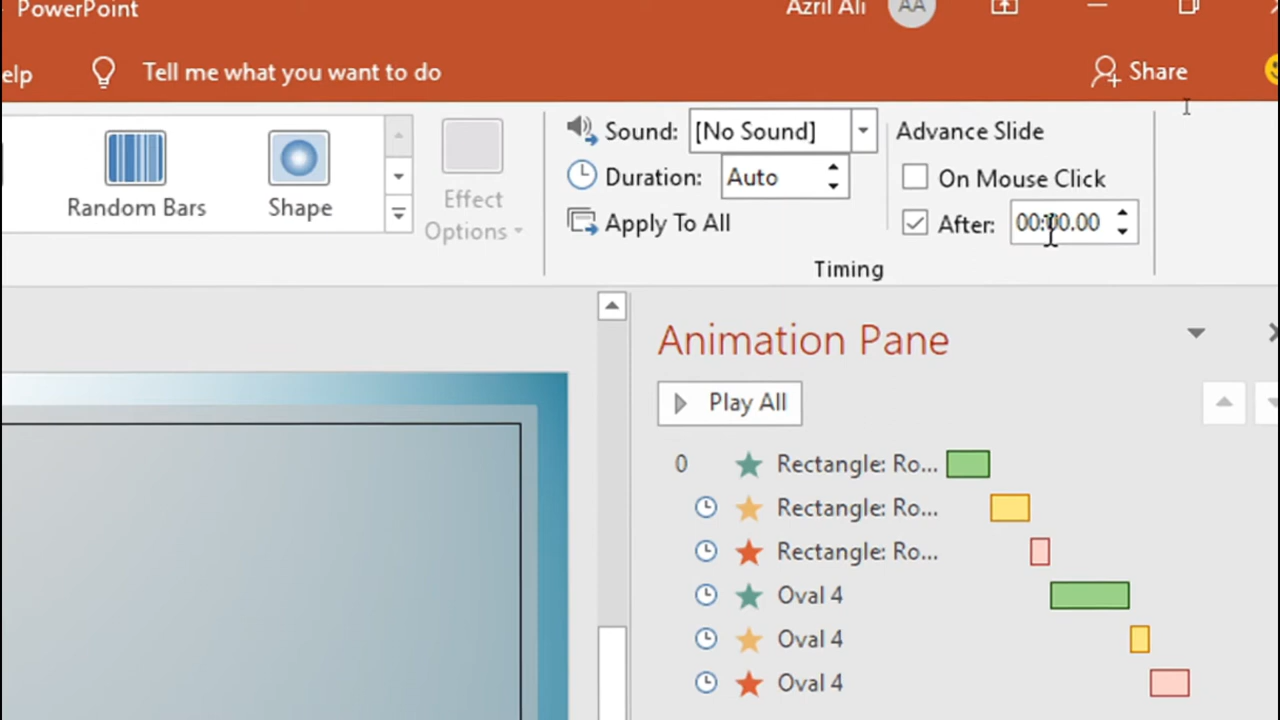 PowerPoint
Azril Ali
AA
elp
Tell me what you want to do
Share
Random Bars
Shape
Effect
Options
Sound: [No Sound]
Duration: Auto
Apply To All
Advance Slide
On Mouse Click
After: 00:00.00
Timing
Animation Pane
Play All
0 Rectangle: Ro...
Rectangle: Ro...
Rectangle: Ro...
Oval 4
Oval 4
Oval 4